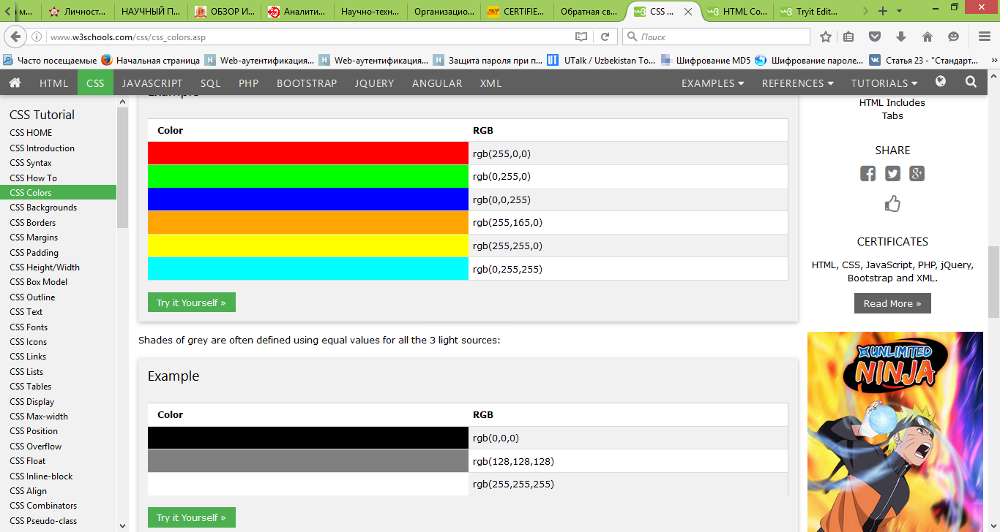 м...
Личност...
НАУЧНЫЙ П...
ОБЗОР И...
Аналити...
Научно-техн...
Организацио...
CERTIFIE...
Обратная св...
CSS ...
HTML Co...
Tryit Edit...
www.w3schools.com/css/css_colors.asp
Поиск
Часто посещаемые
Начальная страница
Web-аутентификация...
Web-аутентификация...
Защита пароля при п...
UTalk / Uzbekistan To...
Шифрование MD5
Шифрование пароле...
Статья 23 - "Стандарт...
HTML CSS JAVASCRIPT SQL PHP BOOTSTRAP JQUERY ANGULAR XML EXAMPLES REFERENCES TUTORIALS
CSS Tutorial
CSS HOME
CSS Introduction
CSS Syntax
CSS How To
CSS Colors
CSS Backgrounds
CSS Borders
CSS Margins
CSS Padding
CSS Height/Width
CSS Box Model
CSS Outline
CSS Text
CSS Fonts
CSS Icons
CSS Links
CSS Lists
CSS Tables
CSS Display
CSS Max-width
CSS Position
CSS Overflow
CSS Float
CSS Inline-block
CSS Align
CSS Combinators
CSS Pseudo-class
Example
Color RGB
rgb(255,0,0)
rgb(0,255,0)
rgb(0,0,255)
rgb(255,165,0)
rgb(255,255,0)
rgb(0,255,255)
Try it Yourself »
Shades of grey are often defined using equal values for all the 3 light sources:
Example
Color RGB
rgb(0,0,0)
rgb(128,128,128)
rgb(255,255,255)
Try it Yourself »
HTML Includes
Tabs
SHARE
CERTIFICATES
HTML, CSS, JavaScript, PHP, jQuery,
Bootstrap and XML.
Read More »
UNLIMITED
NINJA